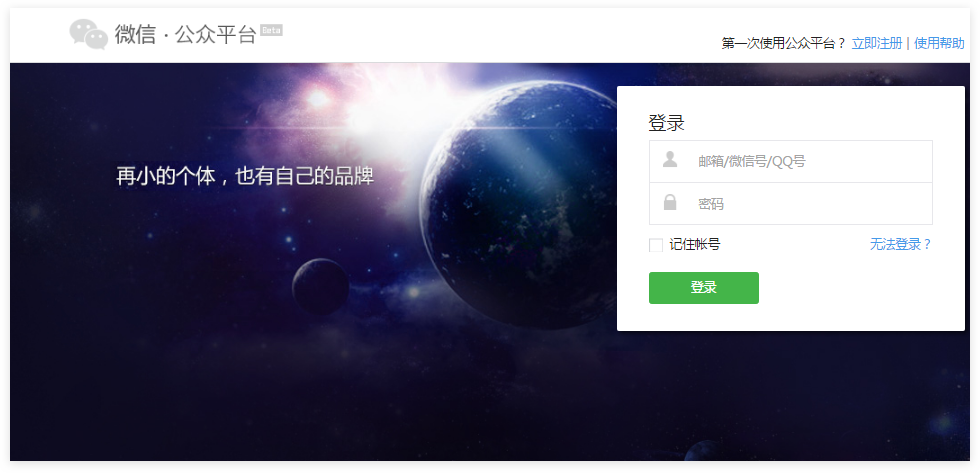 微信 · 公众平台 Beta
第一次使用公众平台？ 立即注册 | 使用帮助
再小的个体，也有自己的品牌
登录
邮箱/微信号/QQ号
密码
记住帐号 无法登录？
登录